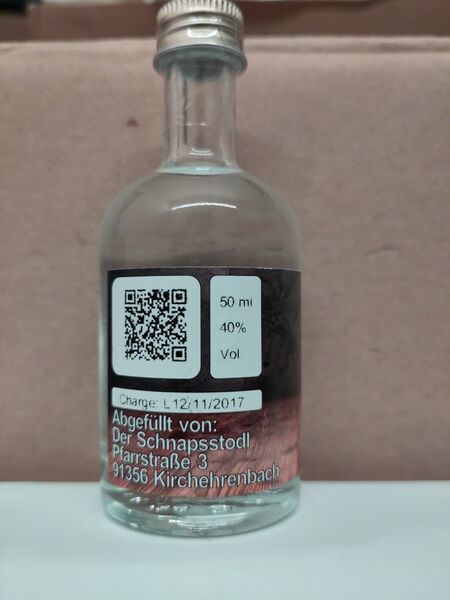 50 ml
40%
Vol
Charge: L12/11/2017
Abgefüllt von:
Der Schnapsstodl
Pfarrstraße 3
91356 Kirchehrenbach